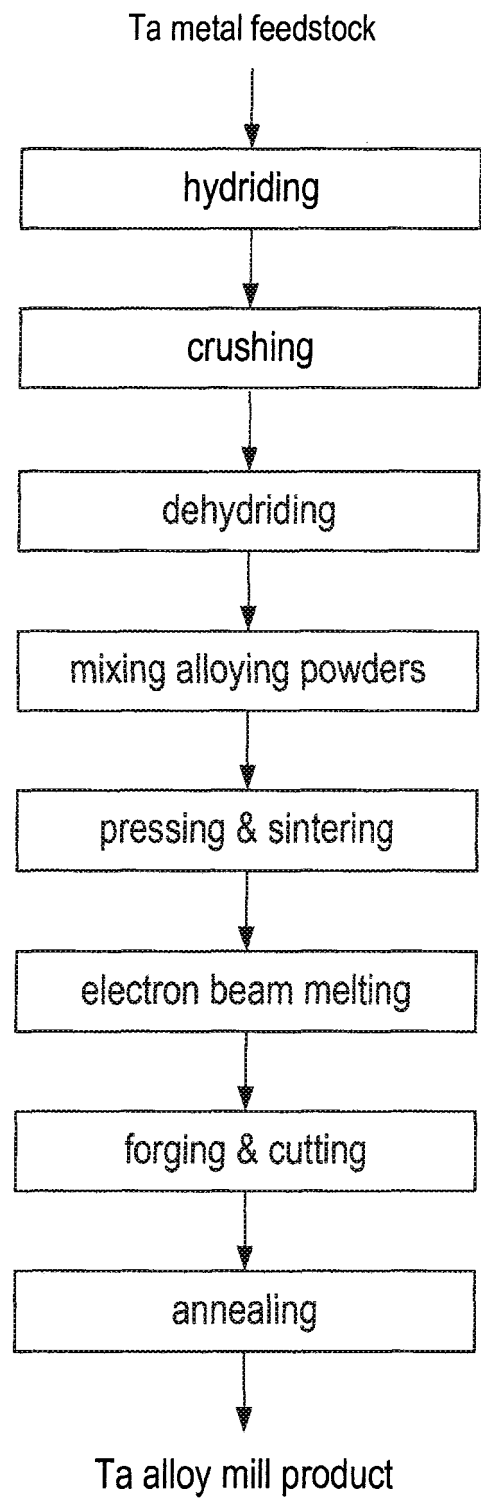 Ta metal feedstock
hydriding
crushing
dehydriding
mixing alloying powders
pressing & sintering
electron beam melting
forging & cutting
annealing
Ta alloy mill product